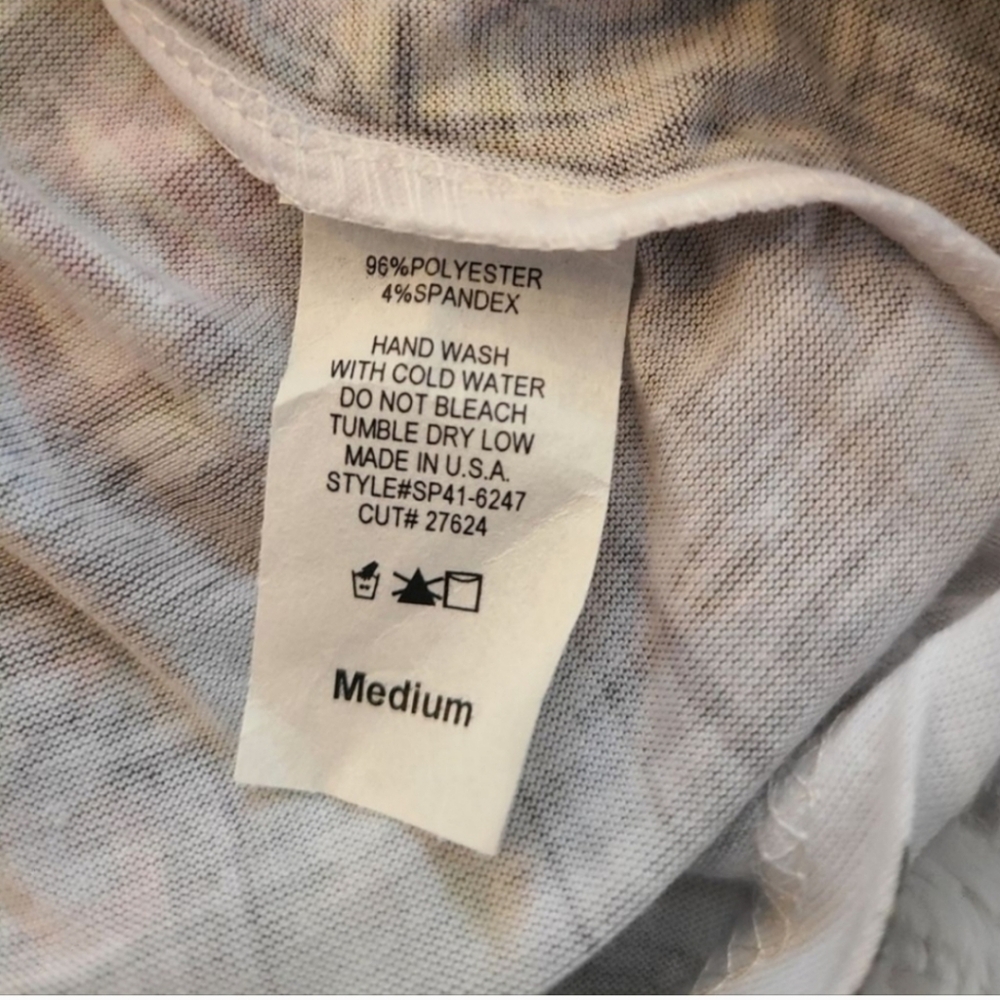 96%POLYESTER
4%SPANDEX
HAND WASH
WITH COLD WATER
DO NOT BLEACH
TUMBLE DRY LOW
MADE IN U.S.A.
STYLE#SP41-6247
CUT# 27624
Medium